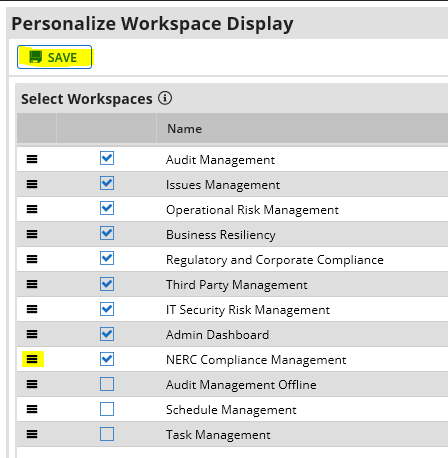 Personalize Workspace Display
SAVE
Select Workspaces
Name
Audit Management
Issues Management
Operational Risk Management
Business Resiliency
Regulatory and Corporate Compliance
Third Party Management
IT Security Risk Management
Admin Dashboard
NERC Compliance Management
Audit Management Offline
Schedule Management
Task Management